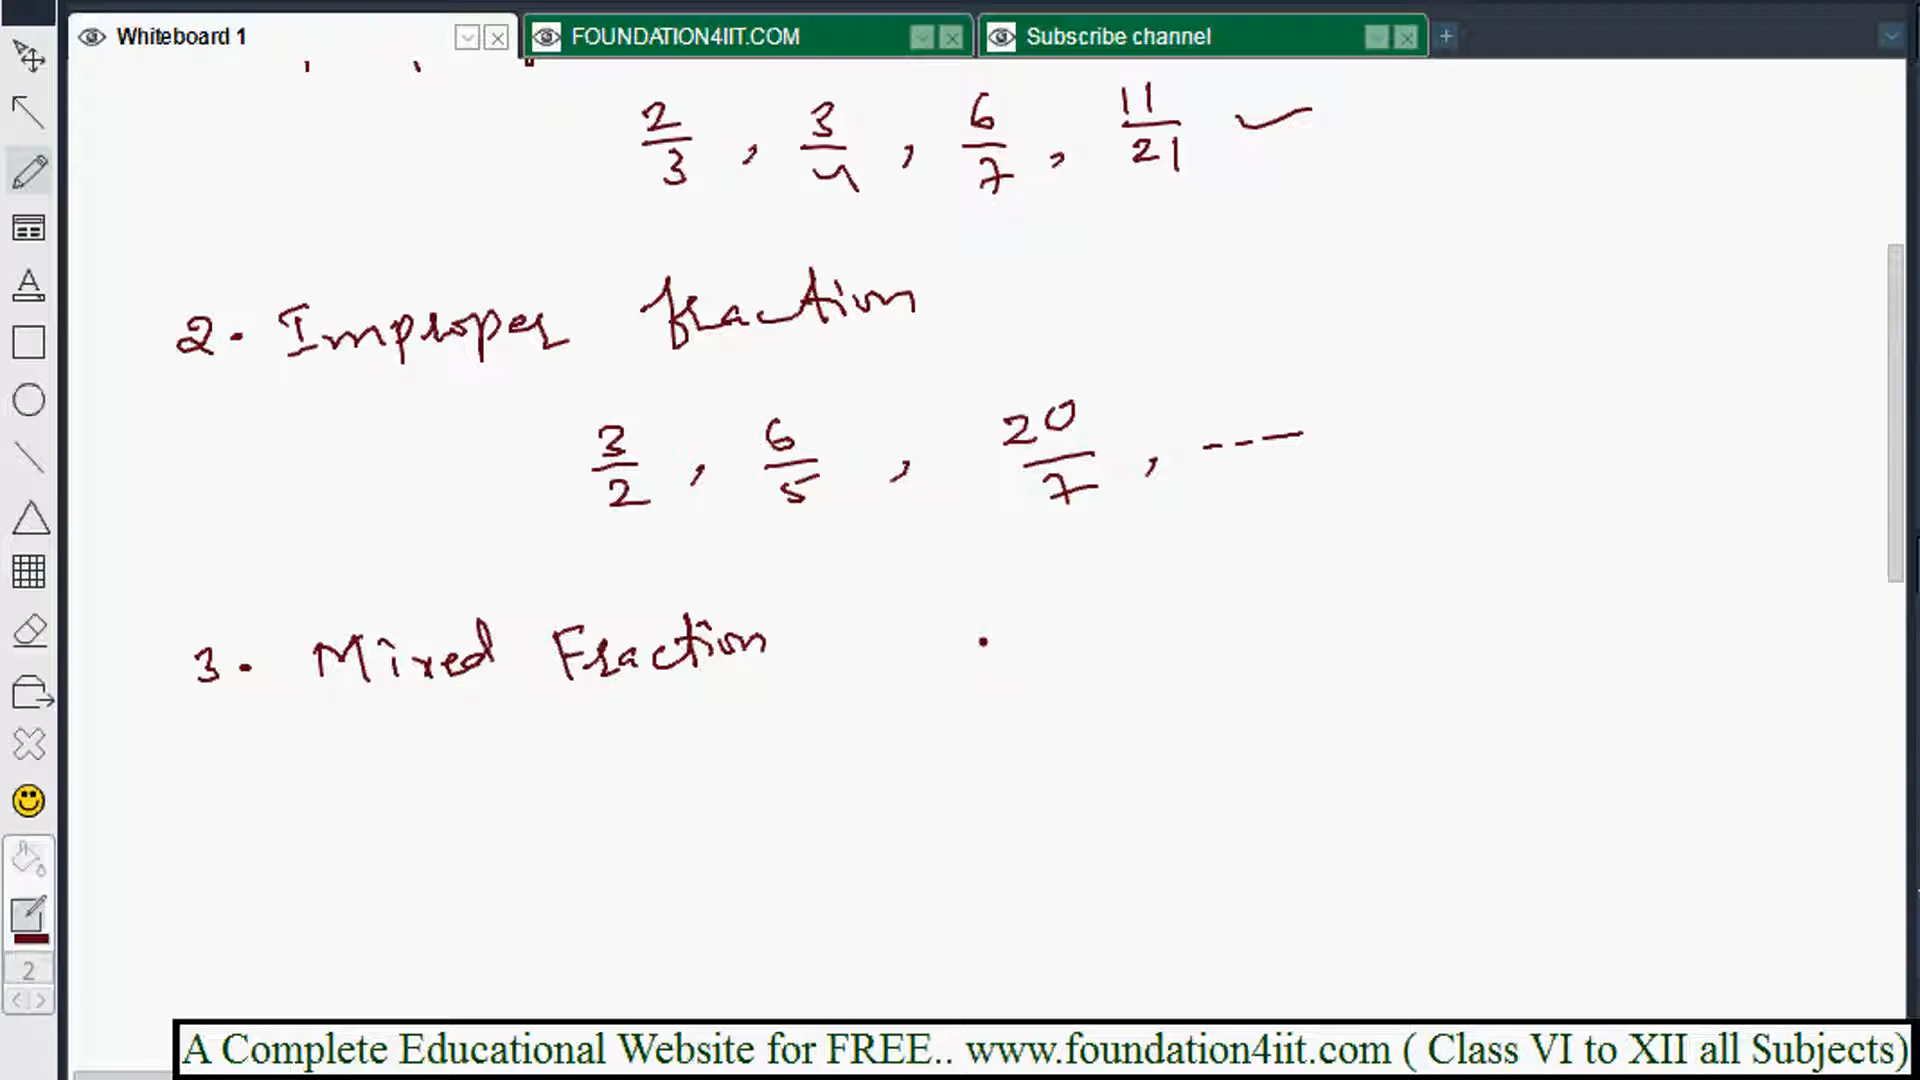 Whiteboard 1 FOUNDATION4IIT.COM Subscribe channel
2/3 , 3/4 , 6/7 , 11/21
2. Improper fraction
3/2 , 6/5 , 20/7 , ----
3. Mixed Fraction
2
A Complete Educational Website for FREE.. www.foundation4iit.com ( Class VI to XII all Subjects)